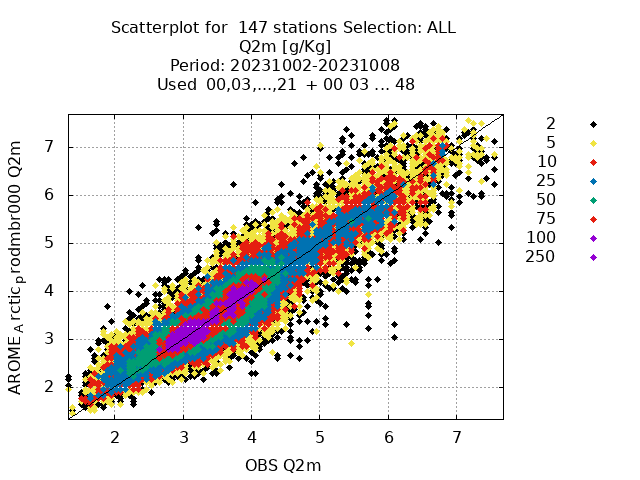 Scatterplot for 147 stations Selection: ALL
Q2m [g/Kg]
Period: 20231002-20231008
Used 00,03,...,21 + 00 03 ... 48
AROME_Arctic_prodmbr000 Q2m
7
6
5
4
3
2
2 3 4 5 6 7
OBS Q2m
2
5
10
25
50
75
100
250